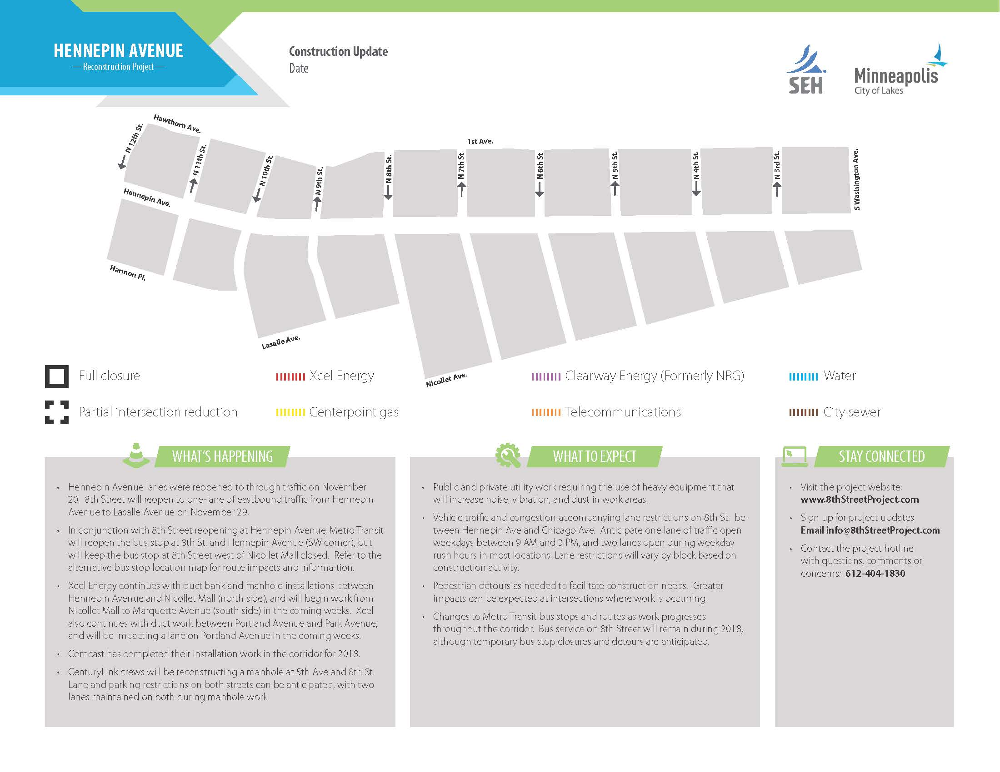 HENNEPIN AVENUE
Reconstruction Project
Construction Update
Date
SEH
Minneapolis
City of Lakes
Hawthorn Ave.
N 12th St.
N 11th St.
N 10th St.
N 9th St.
N 8th St.
1st Ave.
N 7th St.
N 6th St.
N 5th St.
N 4th St.
N 3rd St.
S Washington Ave.
Hennepin Ave.
Harmon Pl.
Lasalle Ave.
Nicollet Ave.
Full closure
Xcel Energy
Clearway Energy (Formerly NRG)
Water
Partial intersection reduction
Centerpoint gas
Telecommunications
City sewer
WHAT'S HAPPENING
• Hennepin Avenue lanes were reopened to through traffic on November
20.  8th Street will reopen to one-lane of eastbound traffic from Hennepin
Avenue to Lasalle Avenue on November 29.
• In conjunction with 8th Street reopening at Hennepin Avenue, Metro Transit
will reopen the bus stop at 8th St. and Hennepin Avenue (SW corner), but
will keep the bus stop at 8th Street west of Nicollet Mall closed.  Refer to the
alternative bus stop location map for route impacts and informa-tion.
• Xcel Energy continues with duct bank and manhole installations between
Hennepin Avenue and Nicollet Mall (north side), and will begin work from
Nicollet Mall to Marquette Avenue (south side) in the coming weeks.  Xcel
also continues with duct work between Portland Avenue and Park Avenue,
and will be impacting a lane on Portland Avenue in the coming weeks.
• Comcast has completed their installation work in the corridor for 2018.
• CenturyLink crews will be reconstructing a manhole at 5th Ave and 8th St.
Lane and parking restrictions on both streets can be anticipated, with two
lanes maintained on both during manhole work.
WHAT TO EXPECT
• Public and private utility work requiring the use of heavy equipment that
will increase noise, vibration, and dust in work areas.
• Vehicle traffic and congestion accompanying lane restrictions on 8th St.  be-
tween Hennepin Ave and Chicago Ave.  Anticipate one lane of traffic open
weekdays between 9 AM and 3 PM, and two lanes open during weekday
rush hours in most locations. Lane restrictions will vary by block based on
construction activity.
• Pedestrian detours as needed to facilitate construction needs.  Greater
impacts can be expected at intersections where work is occurring.
• Changes to Metro Transit bus stops and routes as work progresses
throughout the corridor.  Bus service on 8th Street will remain during 2018,
although temporary bus stop closures and detours are anticipated.
STAY CONNECTED
• Visit the project website:
www.8thStreetProject.com
• Sign up for project updates
Email info@8thStreetProject.com
• Contact the project hotline
with questions, comments or
concerns:  612-404-1830